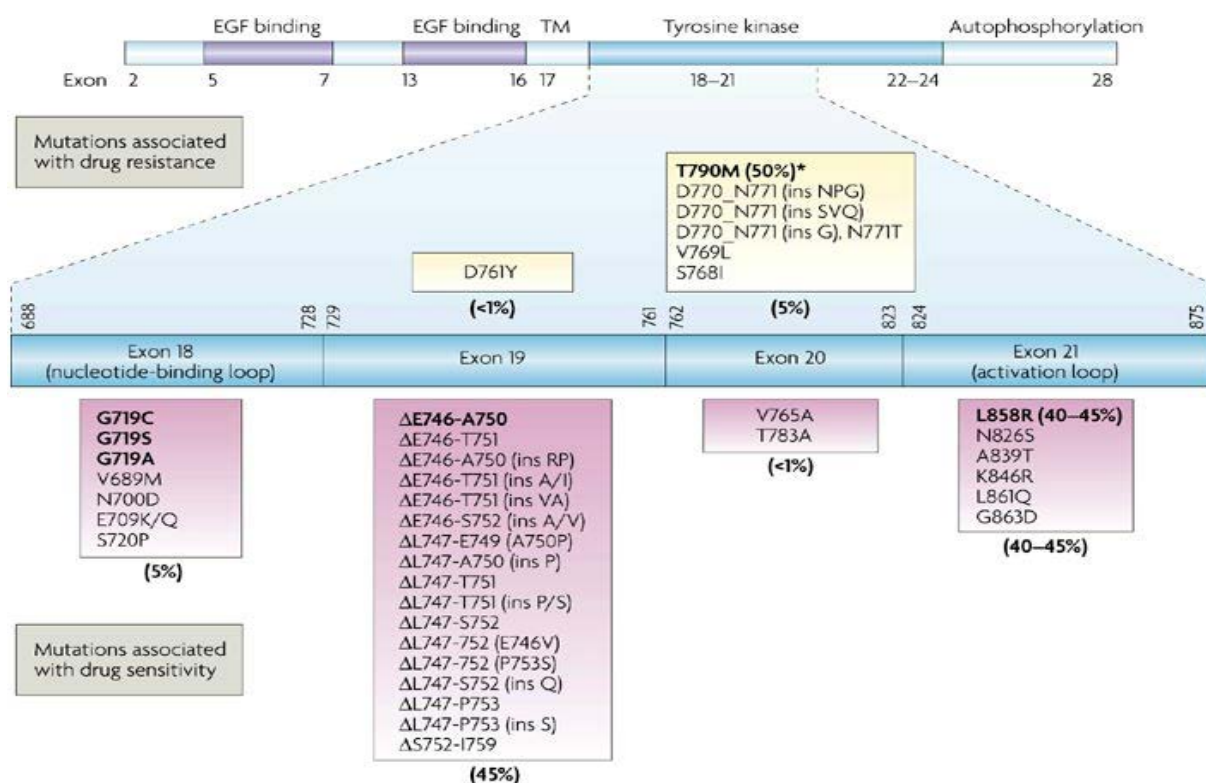 EGF binding EGF binding TM Tyrosine kinase Autophosphorylation
Exon 2 5 7 13 16 17 18–21 22–24 28
Mutations associated
with drug resistance
T790M (50%)*
D770_N771 (ins NPG)
D770_N771 (ins SVQ)
D770_N771 (ins G), N771T
V769L
S768I
(5%)
D761Y
(<1%)
688 728 729 761 762 823 824 875
Exon 18
(nucleotide-binding loop)
Exon 19
Exon 20
Exon 21
(activation loop)
G719C
G719S
G719A
V689M
N700D
E709K/Q
S720P
(5%)
ΔE746-A750
ΔE746-T751
ΔE746-A750 (ins RP)
ΔE746-T751 (ins A/I)
ΔE746-T751 (ins VA)
ΔE746-S752 (ins A/V)
ΔL747-E749 (A750P)
ΔL747-A750 (ins P)
ΔL747-T751
ΔL747-T751 (ins P/S)
ΔL747-S752
ΔL747-752 (E746V)
ΔL747-752 (P753S)
ΔL747-S752 (ins Q)
ΔL747-P753
ΔL747-P753 (ins S)
ΔS752-I759
(45%)
V765A
T783A
(<1%)
L858R (40–45%)
N826S
A839T
K846R
L861Q
G863D
(40–45%)
Mutations associated
with drug sensitivity